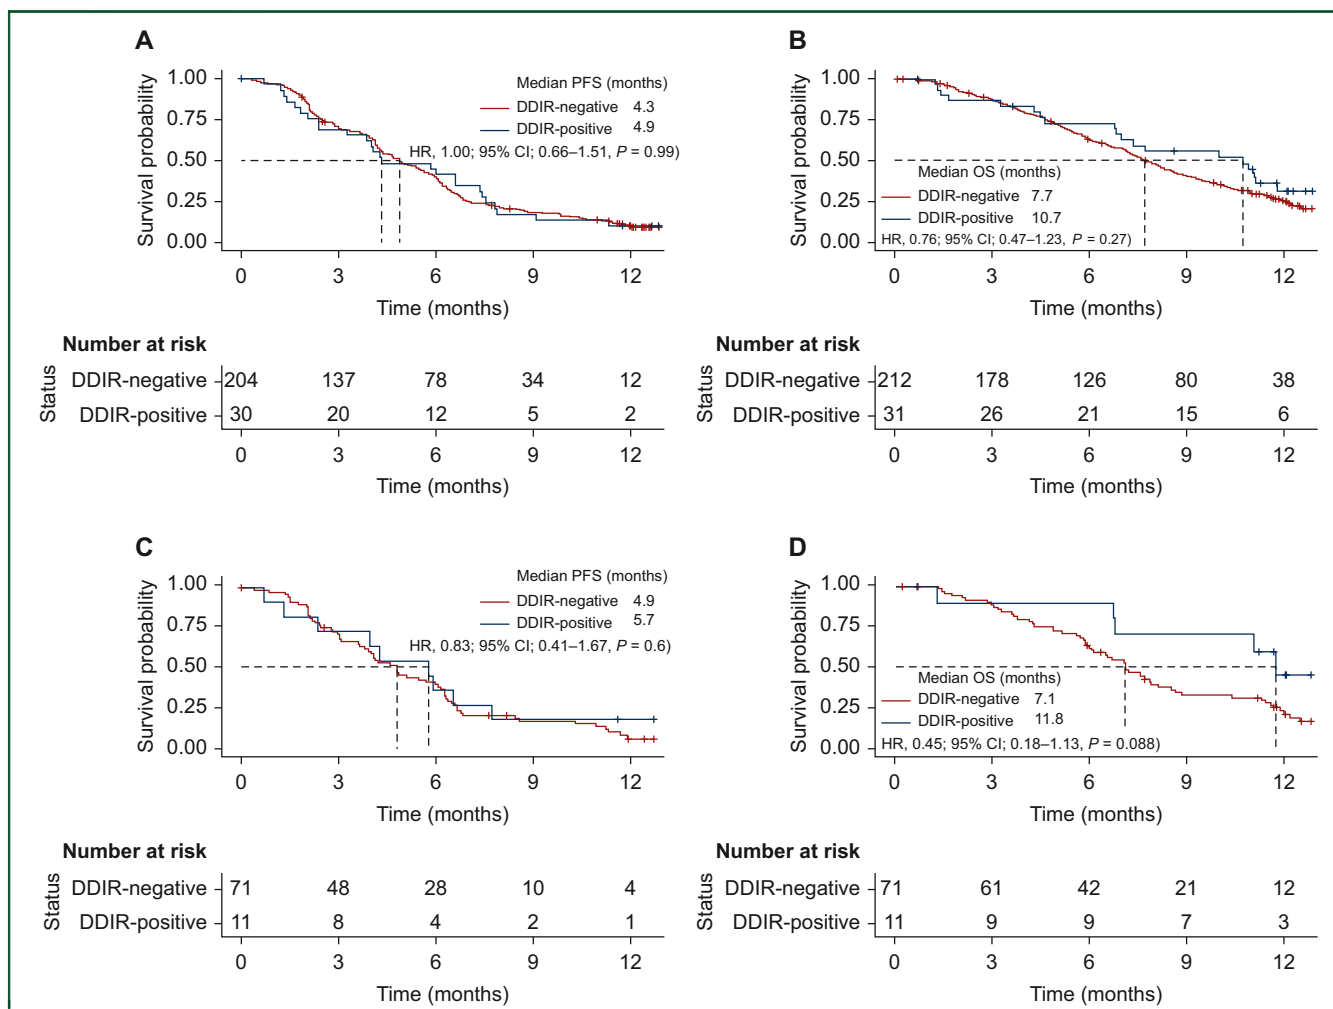 A
Survival probability
1.00
0.75
0.50
0.25
0.00
Median PFS (months)
DDIR-negative 4.3
DDIR-positive 4.9
HR, 1.00; 95% CI; 0.66–1.51, P = 0.99)
0 3 6 9 12
Time (months)
Number at risk
Status
DDIR-negative 204 137 78 34 12
DDIR-positive 30 20 12 5 2
0 3 6 9 12
Time (months)
B
Survival probability
1.00
0.75
0.50
0.25
0.00
Median OS (months)
DDIR-negative 7.7
DDIR-positive 10.7
HR, 0.76; 95% CI; 0.47–1.23, P = 0.27)
0 3 6 9 12
Time (months)
Number at risk
Status
DDIR-negative 212 178 126 80 38
DDIR-positive 31 26 21 15 6
0 3 6 9 12
Time (months)
C
Survival probability
1.00
0.75
0.50
0.25
0.00
Median PFS (months)
DDIR-negative 4.9
DDIR-positive 5.7
HR, 0.83; 95% CI; 0.41–1.67, P = 0.6)
0 3 6 9 12
Time (months)
Number at risk
Status
DDIR-negative 71 48 28 10 4
DDIR-positive 11 8 4 2 1
0 3 6 9 12
Time (months)
D
Survival probability
1.00
0.75
0.50
0.25
0.00
Median OS (months)
DDIR-negative 7.1
DDIR-positive 11.8
HR, 0.45; 95% CI; 0.18–1.13, P = 0.088)
0 3 6 9 12
Time (months)
Number at risk
Status
DDIR-negative 71 61 42 21 12
DDIR-positive 11 9 9 7 3
0 3 6 9 12
Time (months)